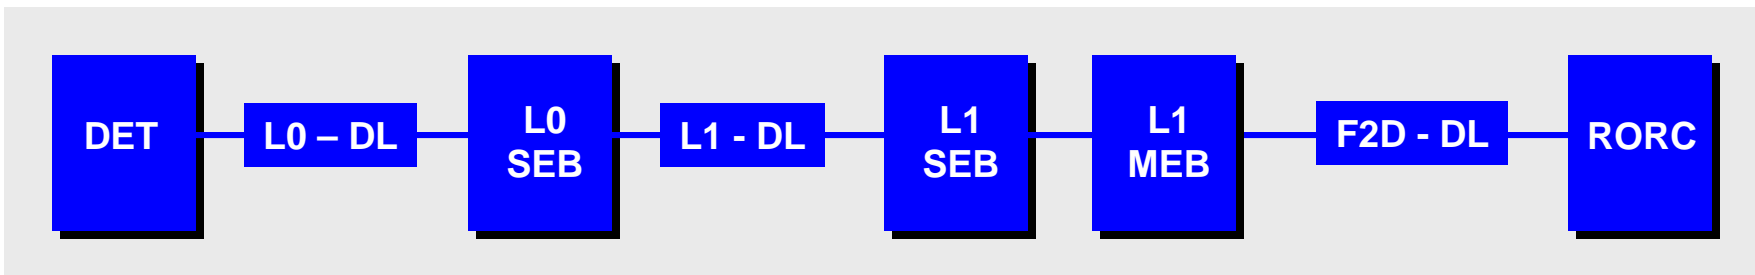 DET
L0 – DL
L0
SEB
L1 - DL
L1
SEB
L1
MEB
F2D - DL
RORC